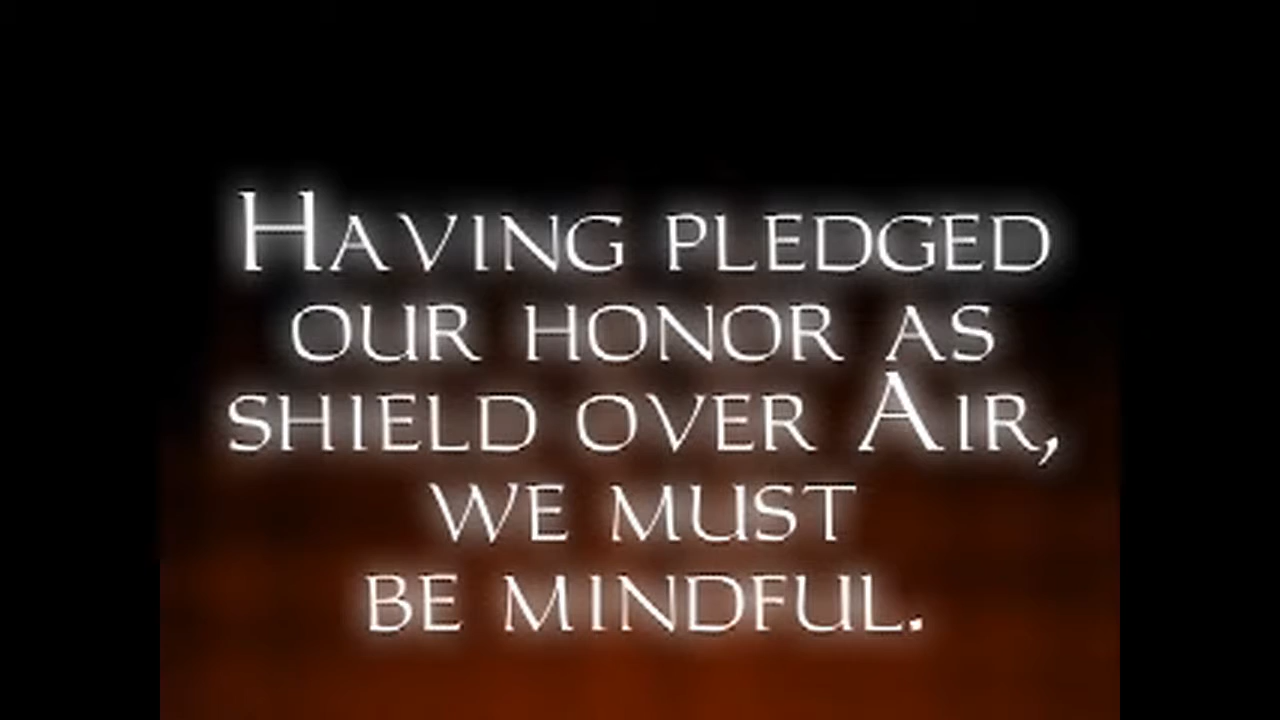 Having pledged
our honor as
shield over Air,
we must
be mindful.